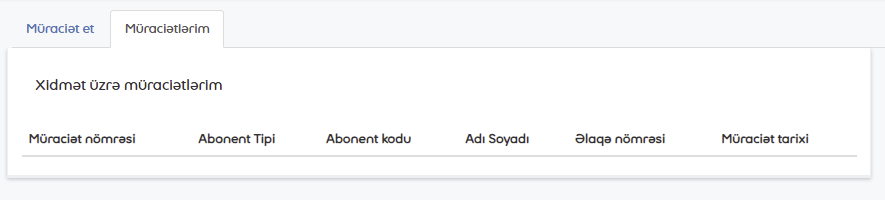 Müraciət et Müraciətlərim
Xidmət üzrə müraciətlərim
Müraciət nömrəsi Abonent Tipi Abonent kodu Adı Soyadı Əlaqə nömrəsi Müraciət tarixi